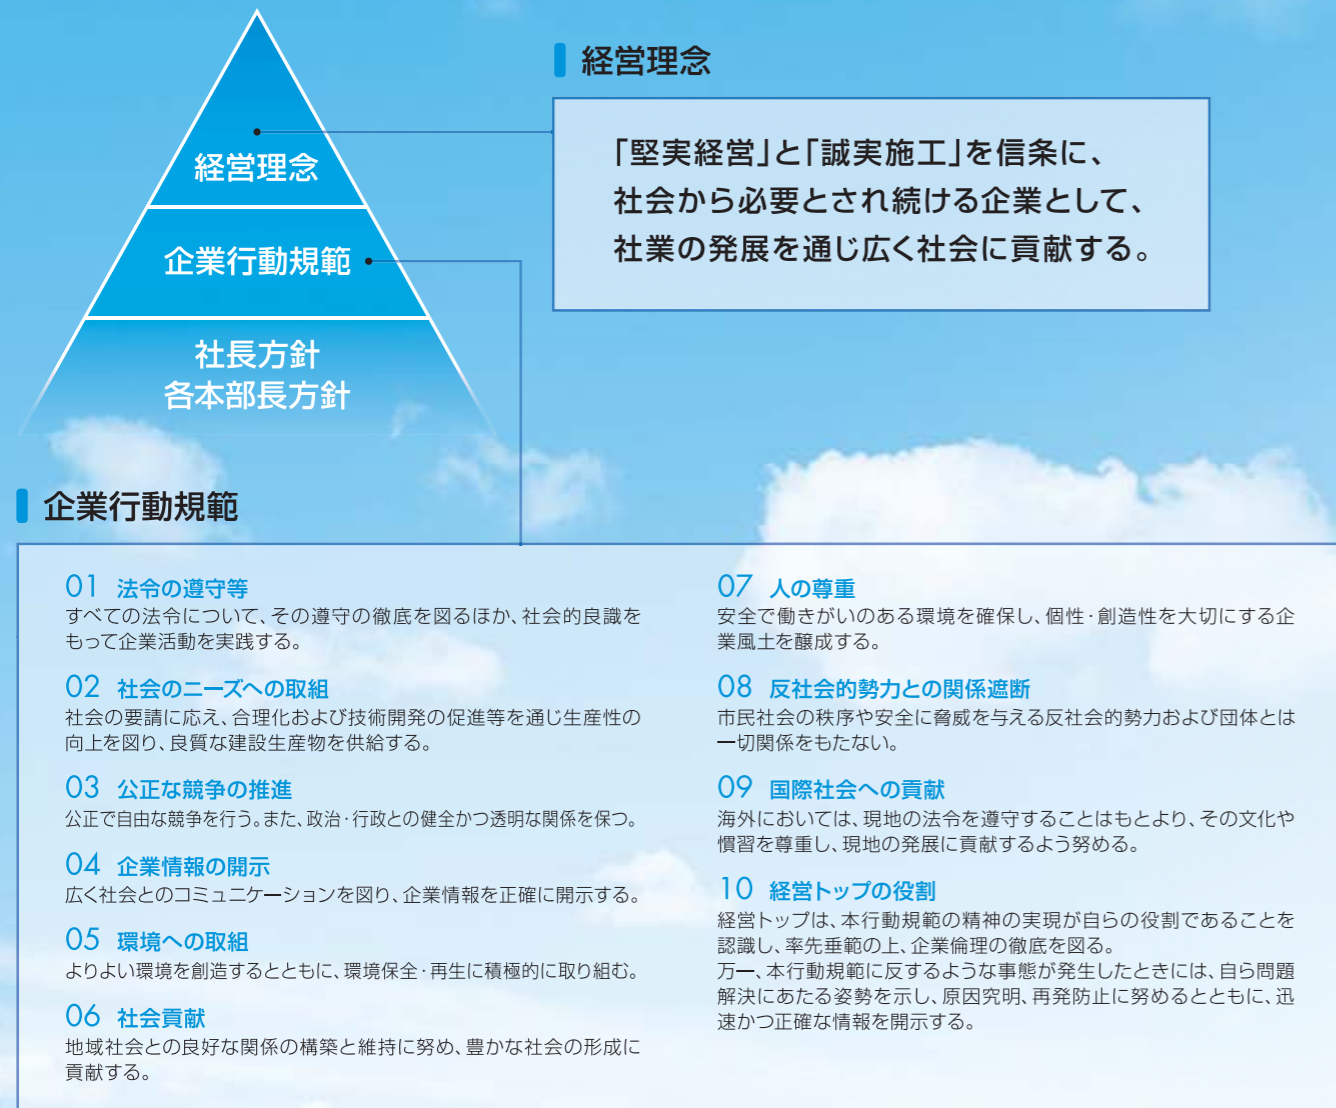 経営理念
企業行動規範
社長方針
各本部長方針
経営理念
「堅実経営」と「誠実施工」を信条に、
社会から必要とされ続ける企業として、
社業の発展を通じ広く社会に貢献する。
企業行動規範
01 法令の遵守等
すべての法令について、その遵守の徹底を図るほか、社会的良識を
もって企業活動を実践する。
02 社会のニーズへの取組
社会の要請に応え、合理化および技術開発の促進等を通じ生産性の
向上を図り、良質な建設生産物を供給する。
03 公正な競争の推進
公正で自由な競争を行う。また、政治・行政との健全かつ透明な関係を保つ。
04 企業情報の開示
広く社会とのコミュニケーションを図り、企業情報を正確に開示する。
05 環境への取組
よりよい環境を創造するとともに、環境保全・再生に積極的に取り組む。
06 社会貢献
地域社会との良好な関係の構築と維持に努め、豊かな社会の形成に
貢献する。
07 人の尊重
安全で働きがいのある環境を確保し、個性・創造性を大切にする企
業風土を醸成する。
08 反社会的勢力との関係遮断
市民社会の秩序や安全に脅威を与える反社会的勢力および団体とは
一切関係をもたない。
09 国際社会への貢献
海外においては、現地の法令を遵守することはもとより、その文化や
慣習を尊重し、現地の発展に貢献するよう努める。
10 経営トップの役割
経営トップは、本行動規範の精神の実現が自らの役割であることを
認識し、率先垂範の上、企業倫理の徹底を図る。
万一、本行動規範に反するような事態が発生したときには、自ら問題
解決にあたる姿勢を示し、原因究明、再発防止に努めるとともに、迅
速かつ正確な情報を開示する。